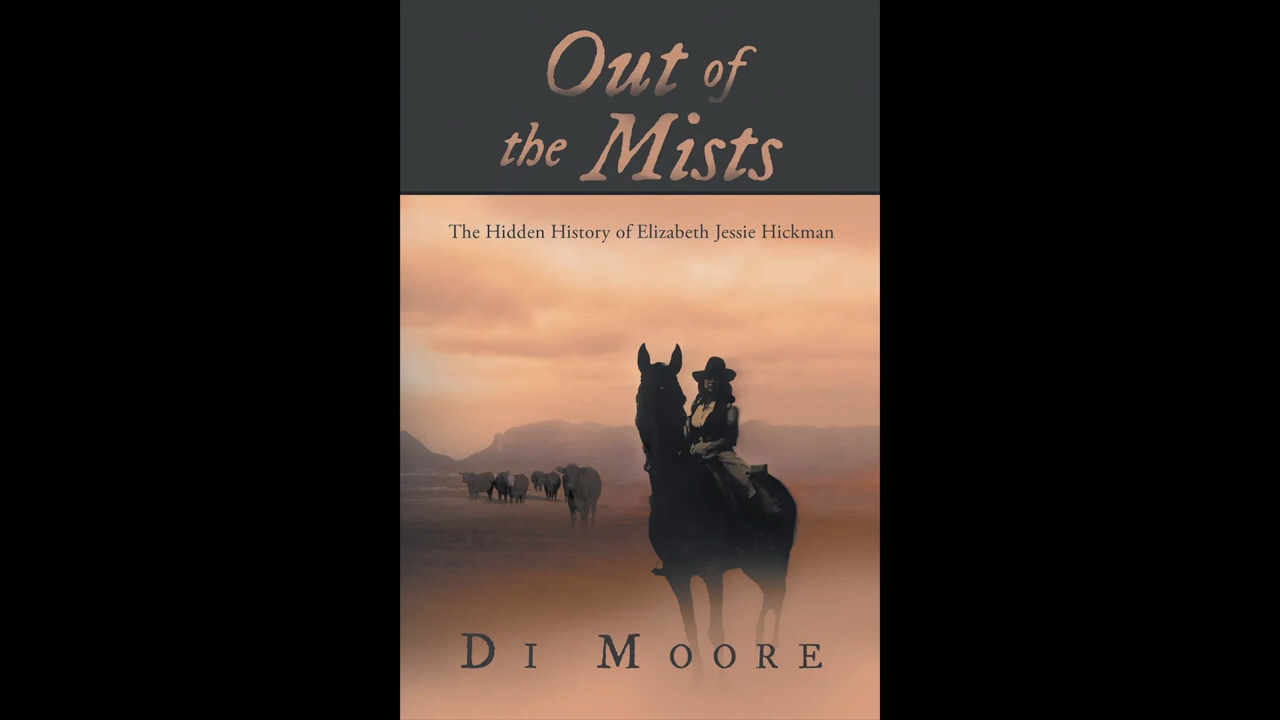 Out of
the Mists
The Hidden History of Elizabeth Jessie Hickman
Di Moore